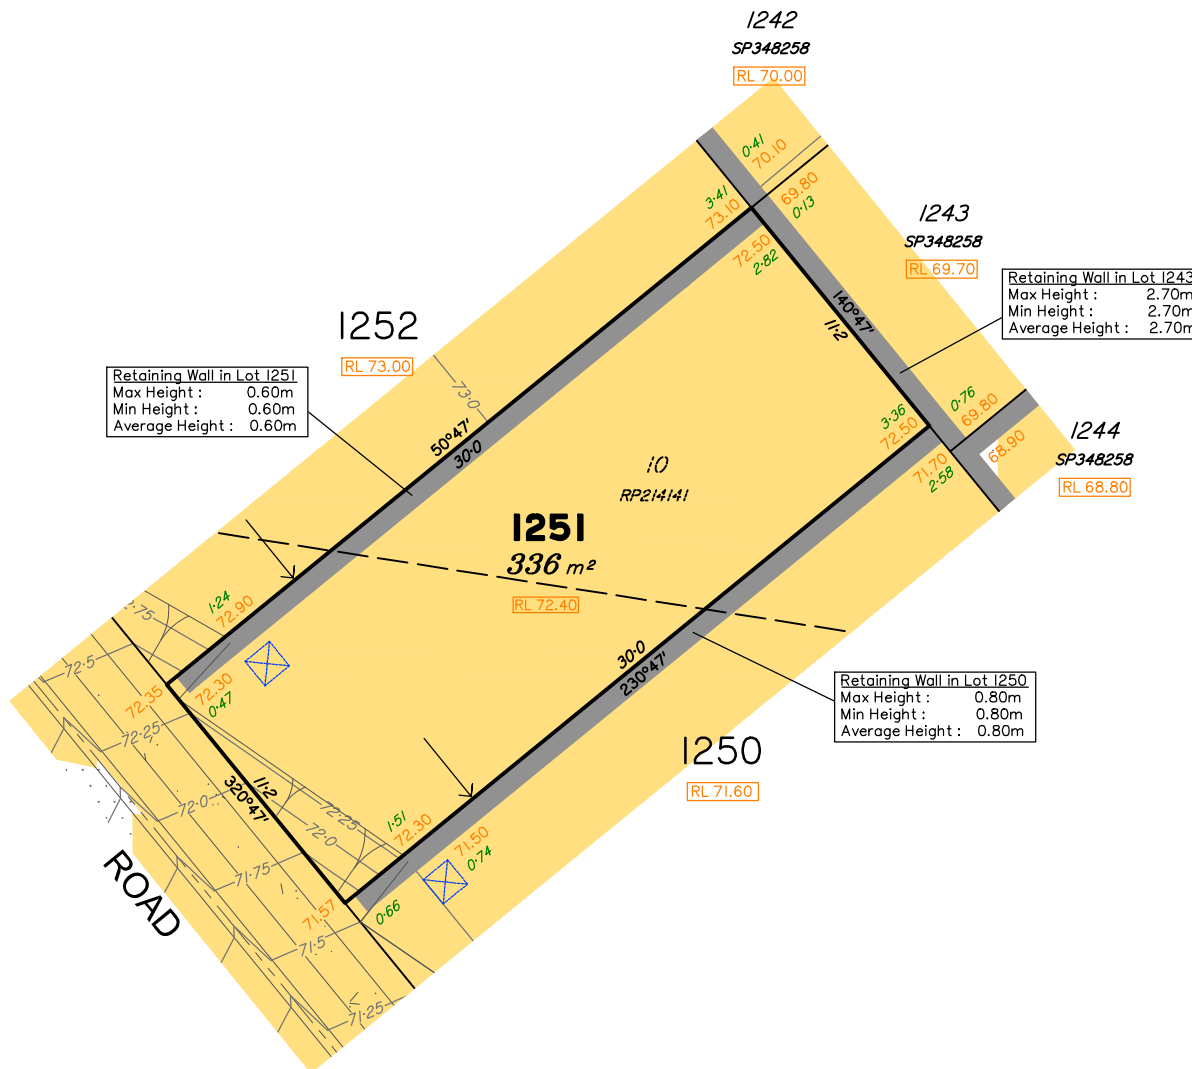 1242
SP348258
RL 70.00
0·41
70.10
3·41
73.10
69.80
0·13
72.50
2·82
1243
SP348258
RL 69.70
Retaining Wall in Lot 1243
Max Height : 2.70m
Min Height : 2.70m
Average Height : 2.70m
140°47'
11·2
1252
RL 73.00
73·0
Retaining Wall in Lot 1251
Max Height : 0.60m
Min Height : 0.60m
Average Height : 0.60m
50°47'
30·0
0·76
69.80
3·36
72.50
71.70
2·58
68.90
1244
SP348258
RL 68.80
10
RP214141
1251
336 m²
RL 72.40
1·24
72.90
2·75
72·5
72.35
72.30
0·47
72·25
30·0
230°47'
Retaining Wall in Lot 1250
Max Height : 0.80m
Min Height : 0.80m
Average Height : 0.80m
1250
RL 71.60
11·2
320°47'
72·0
72·25
72·0
1·51
72.30
71.50
0·74
71·75
71.57
0·66
71·5
71·25
ROAD